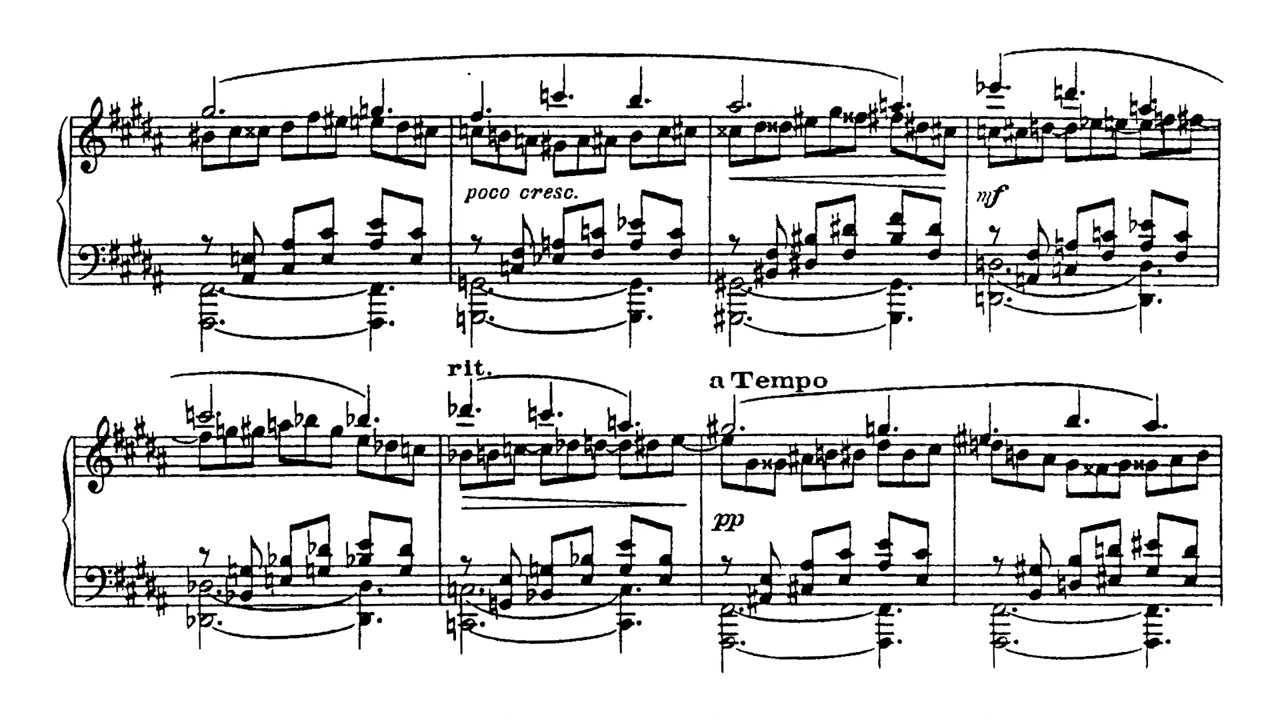 poco cresc.
mf
rit.
a Tempo
pp